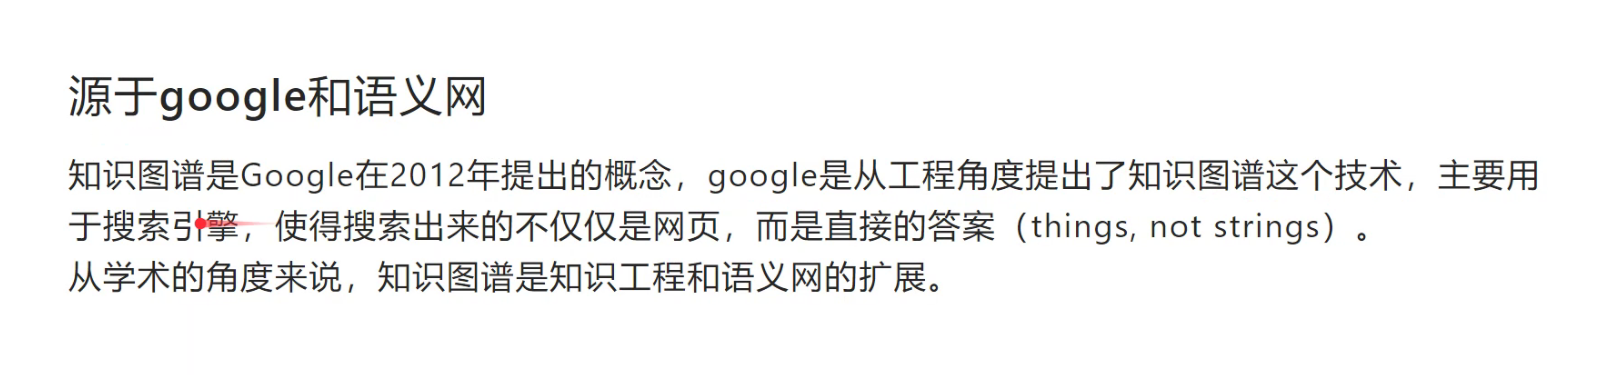 源于google和语义网
知识图谱是Google在2012年提出的概念，google是从工程角度提出了知识图谱这个技术，主要用
于搜索引擎，使得搜索出来的不仅仅是网页，而是直接的答案（things, not strings）。
从学术的角度来说，知识图谱是知识工程和语义网的扩展。